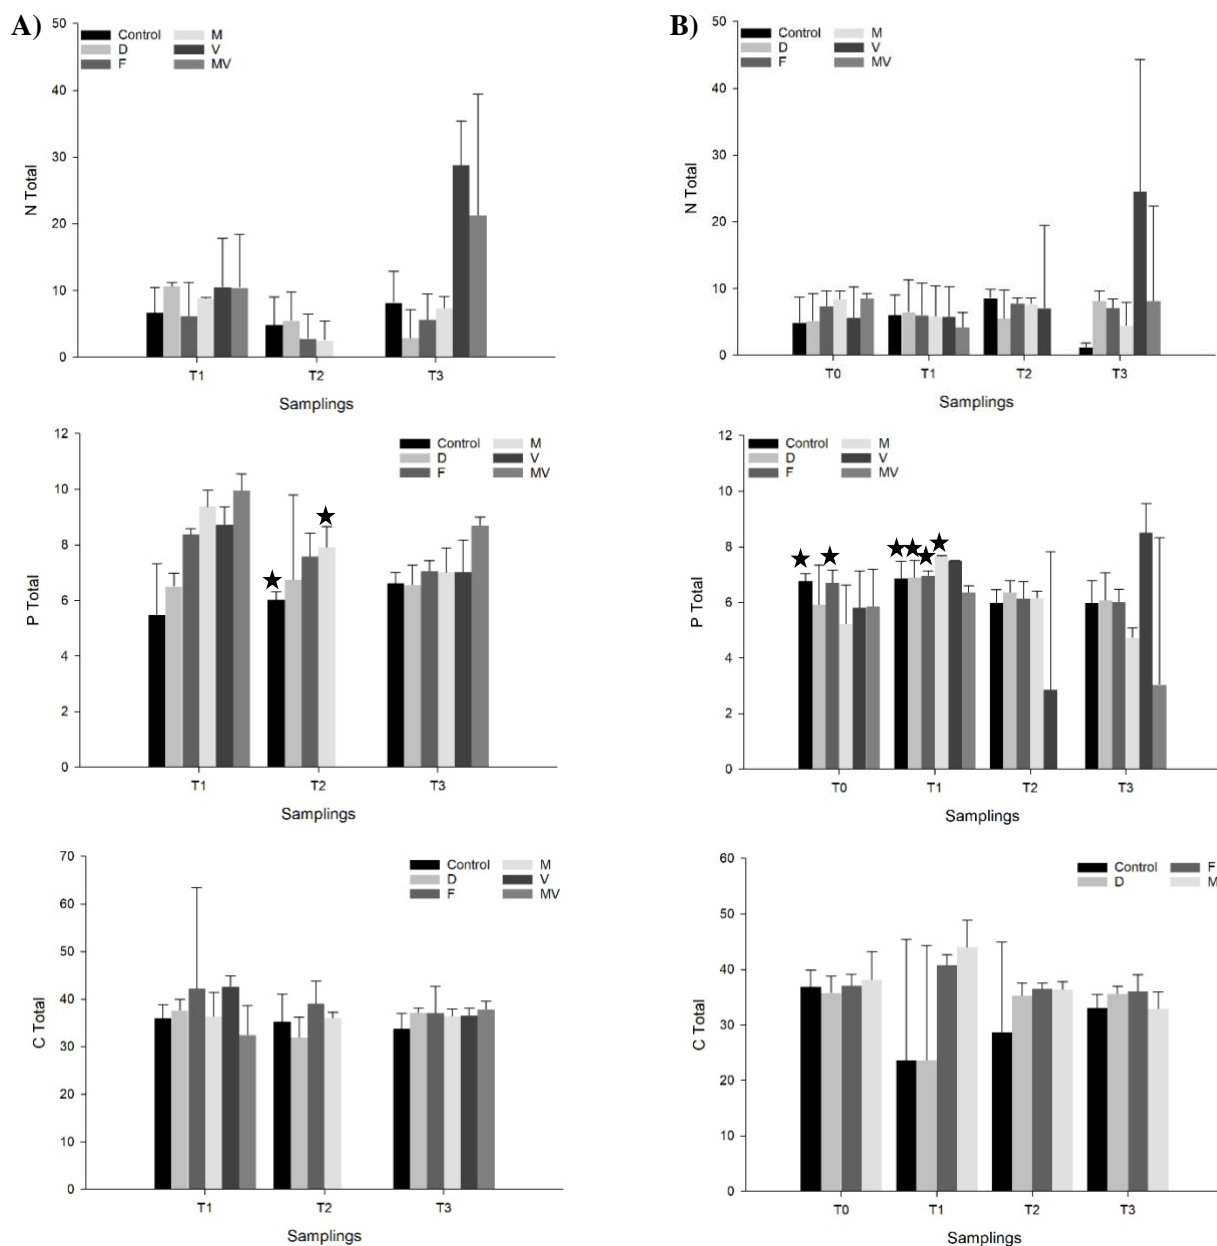 A)
50
40
30
20
10
0
N Total
Control M
D V
F MV
T1 T2 T3
Samplings
B)
50
40
30
20
10
0
N Total
Control M
D V
F MV
T0 T1 T2 T3
Samplings
12
10
8
6
4
2
0
P Total
Control M
D V
F MV
T1 T2 T3
Samplings
12
10
8
6
4
2
0
P Total
Control M
D V
F MV
T0 T1 T2 T3
Samplings
70
60
50
40
30
20
10
0
C Total
Control M
D V
F MV
T1 T2 T3
Samplings
60
50
40
30
20
10
0
C Total
Control F
D M
T0 T1 T2 T3
Samplings